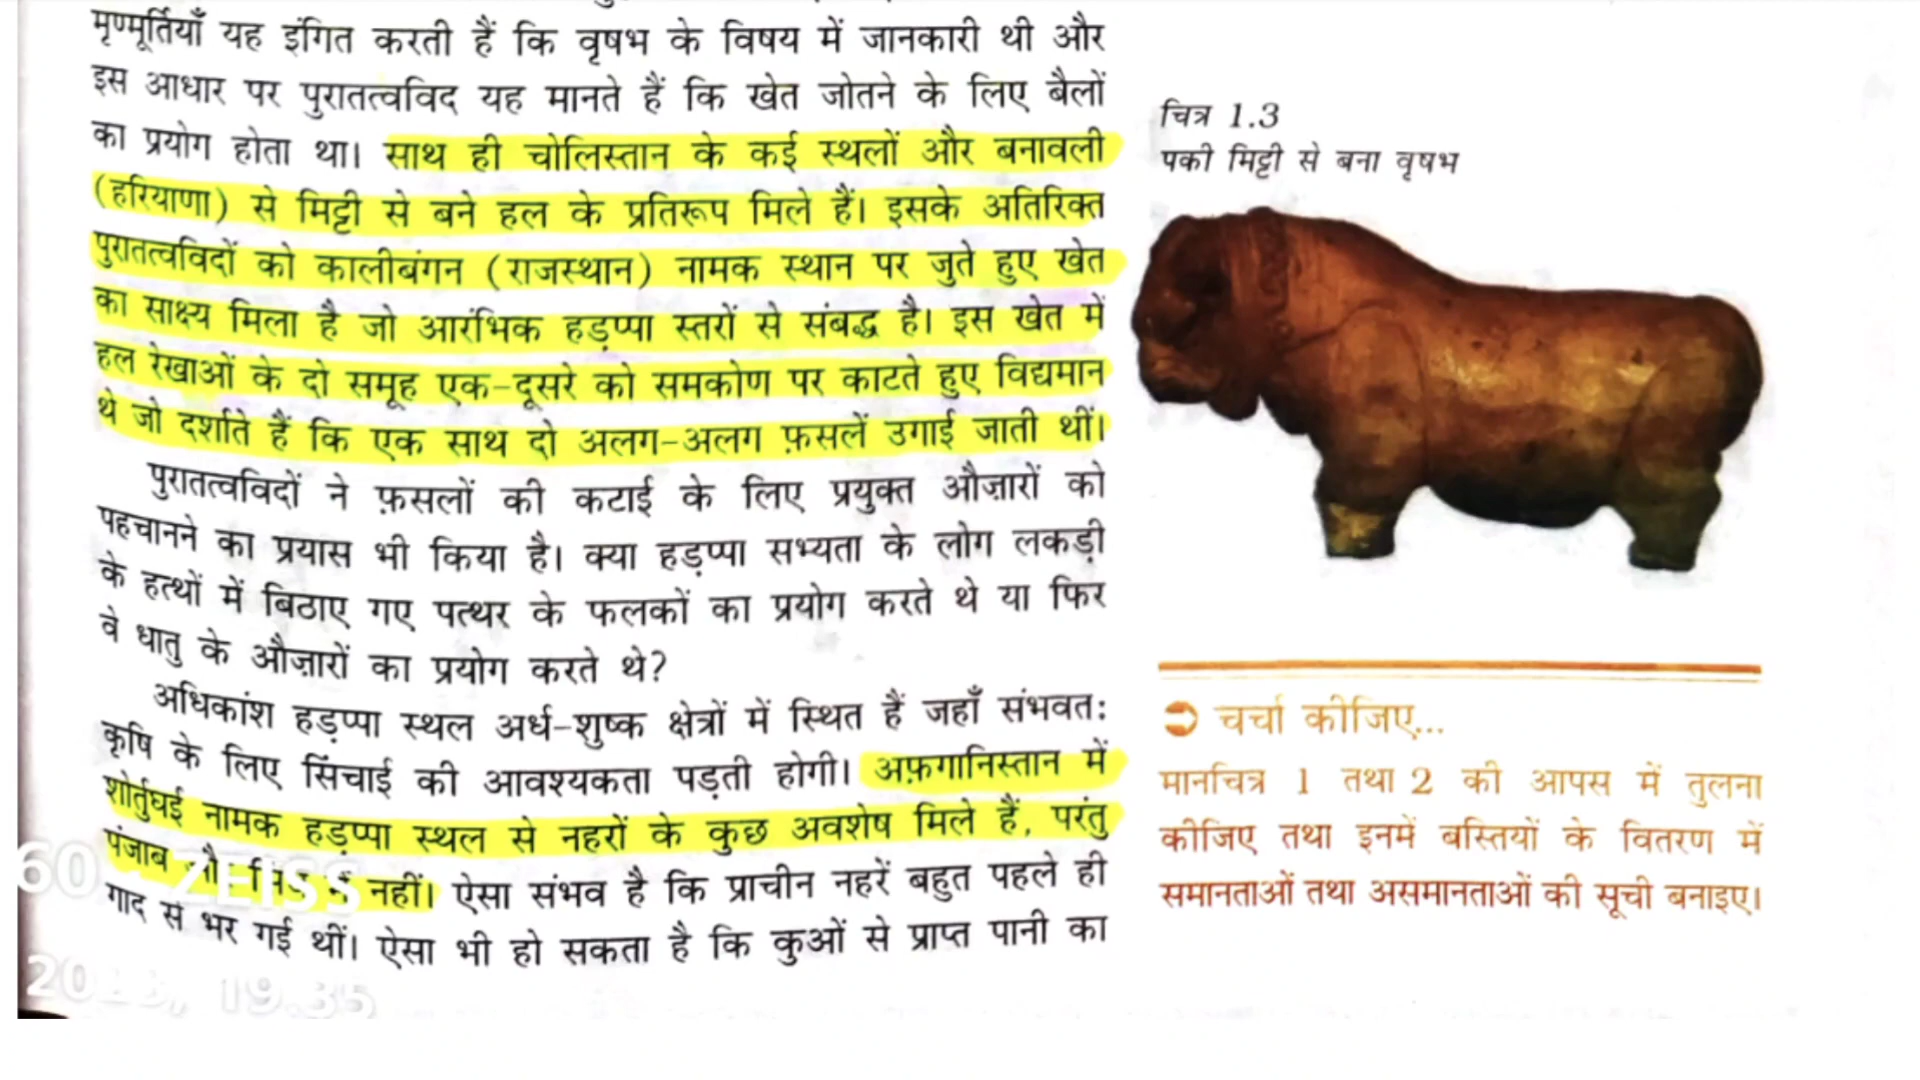 मृण्मूर्तियाँ यह इंगित करती हैं कि वृषभ के विषय में जानकारी थी और
इस आधार पर पुरातत्वविद यह मानते हैं कि खेत जोतने के लिए बैलों
का प्रयोग होता था। साथ ही चोलिस्तान के कई स्थलों और बनावली
(हरियाणा) से मिट्टी से बने हल के प्रतिरूप मिले हैं। इसके अतिरिक्त
पुरातत्वविदों को कालीबंगन (राजस्थान) नामक स्थान पर जुते हुए खेत
का साक्ष्य मिला है जो आरंभिक हड़प्पा स्तरों से संबद्ध है। इस खेत में
हल रेखाओं के दो समूह एक-दूसरे को समकोण पर काटते हुए विद्यमान
थे जो दर्शाते हैं कि एक साथ दो अलग-अलग फ़सलें उगाई जाती थीं।
पुरातत्वविदों ने फ़सलों की कटाई के लिए प्रयुक्त औज़ारों को
पहचानने का प्रयास भी किया है। क्या हड़प्पा सभ्यता के लोग लकड़ी
के हत्थों में बिठाए गए पत्थर के फलकों का प्रयोग करते थे या फिर
वे धातु के औज़ारों का प्रयोग करते थे?
अधिकांश हड़प्पा स्थल अर्ध-शुष्क क्षेत्रों में स्थित हैं जहाँ संभवतः
कृषि के लिए सिंचाई की आवश्यकता पड़ती होगी। अफ़गानिस्तान में
शोर्तुघई नामक हड़प्पा स्थल से नहरों के कुछ अवशेष मिले हैं, परंतु
पंजाब नहीं। ऐसा संभव है कि प्राचीन नहरें बहुत पहले ही
गाद से भर गई थीं। ऐसा भी हो सकता है कि कुओं से प्राप्त पानी का
चित्र 1.3
पकी मिट्टी से बना वृषभ
चर्चा कीजिए...
मानचित्र 1 तथा 2 की आपस में तुलना
कीजिए तथा इनमें बस्तियों के वितरण में
समानताओं तथा असमानताओं की सूची बनाइए।
60 ZEISS
19.35